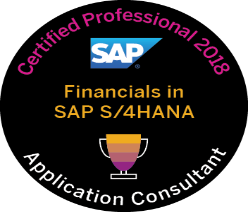 Certified Professional 2018
SAP
Financials in
SAP S/4HANA
Application Consultant